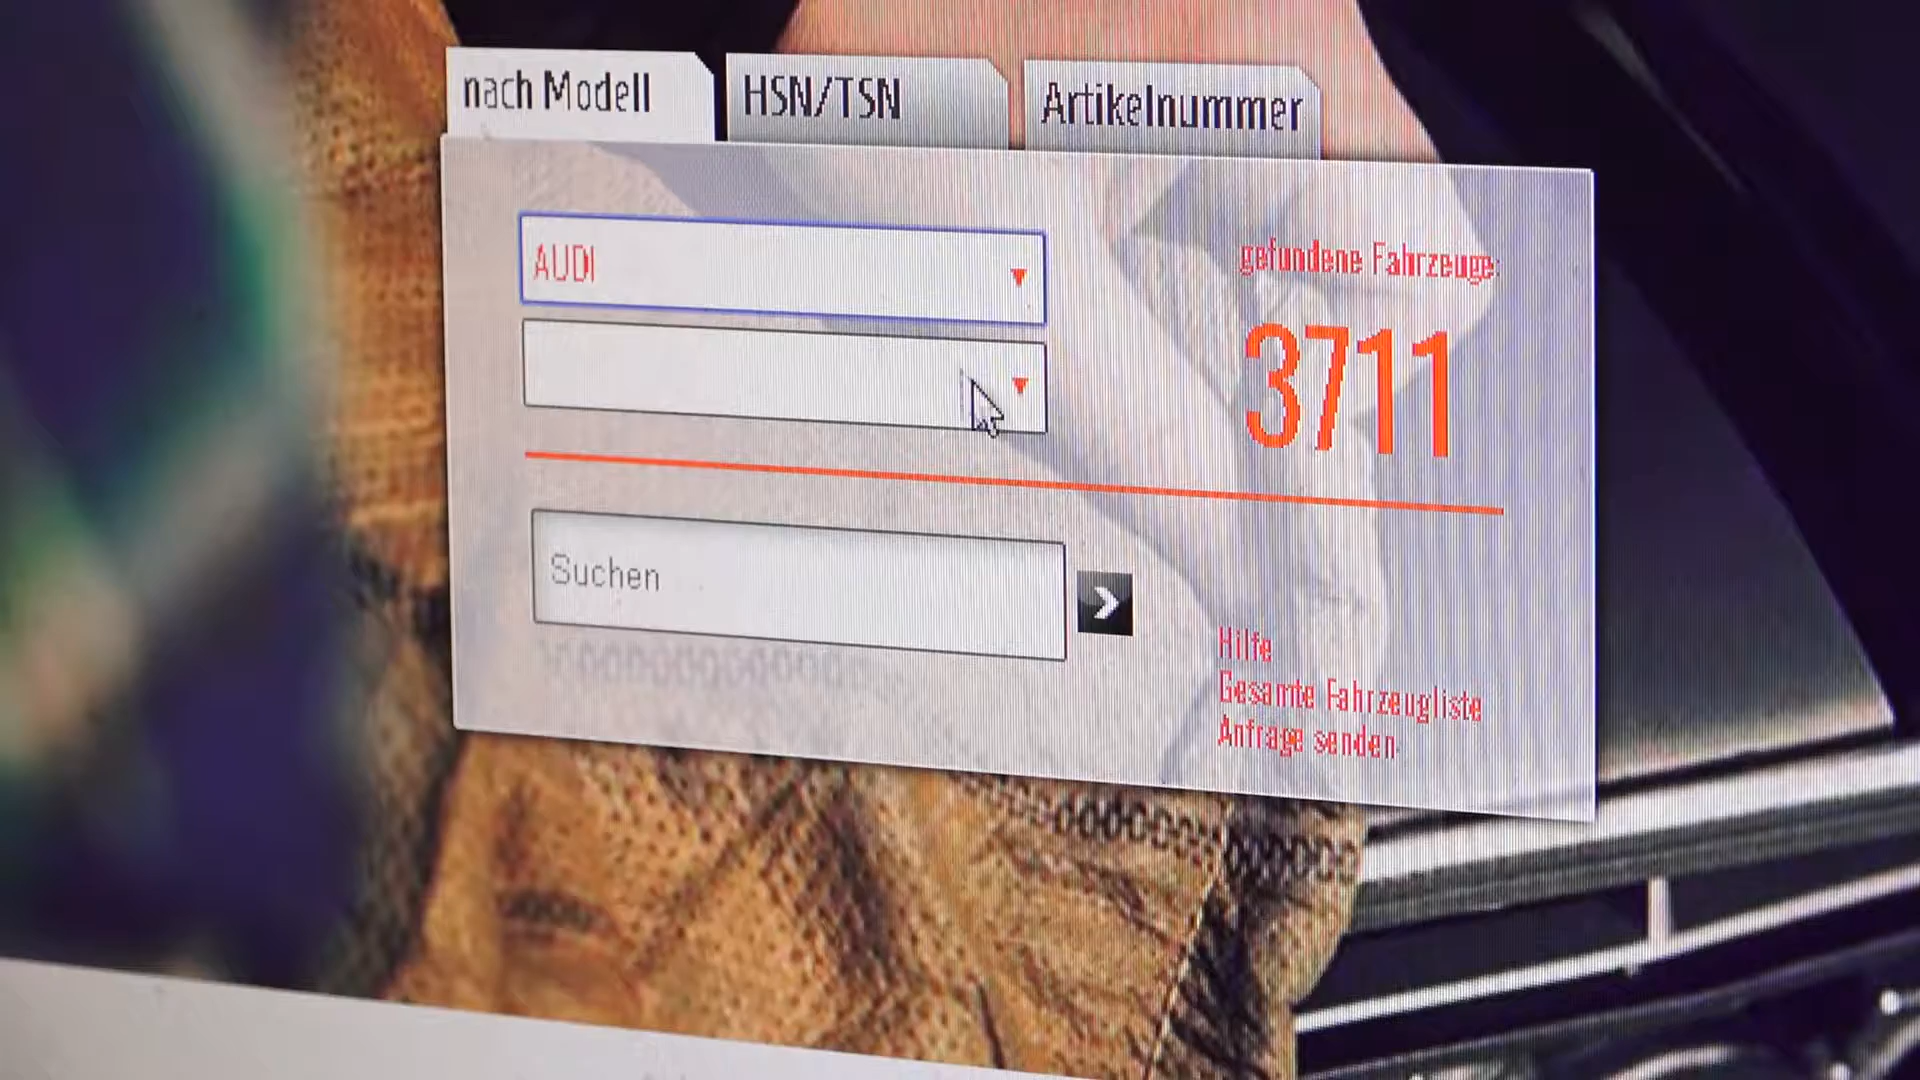 nach Modell
HSN/TSN
Artikelnummer
AUDI
gefundene Fahrzeuge:
3711
Suchen
Hilfe
Gesamte Fahrzeugliste
Anfrage senden